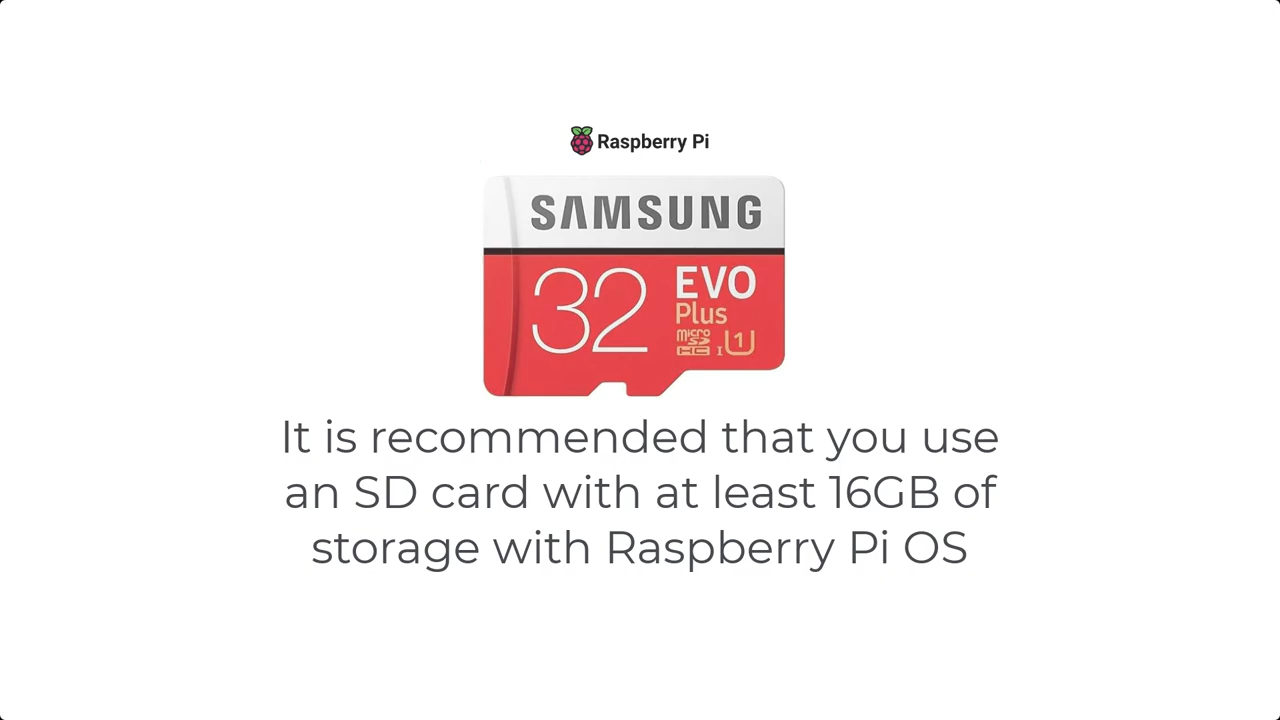 Raspberry Pi
SAMSUNG
32 EVO
Plus
micro
SD
HC I U1
It is recommended that you use
an SD card with at least 16GB of
storage with Raspberry Pi OS